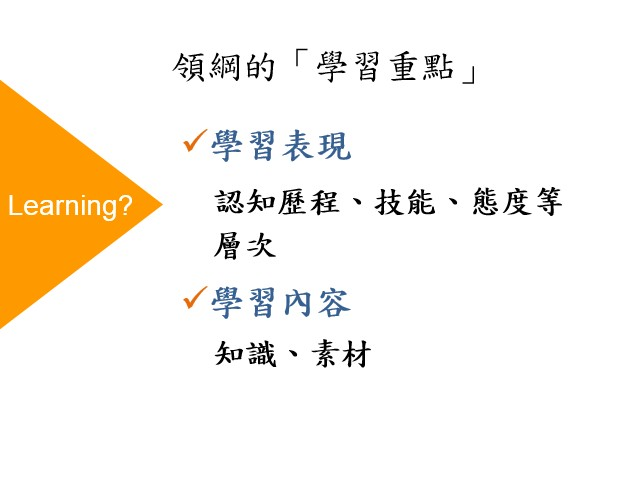 領綱的「學習重點」
✓學習表現
認知歷程、技能、態度等
層次
Learning?
✓學習內容
知識、素材